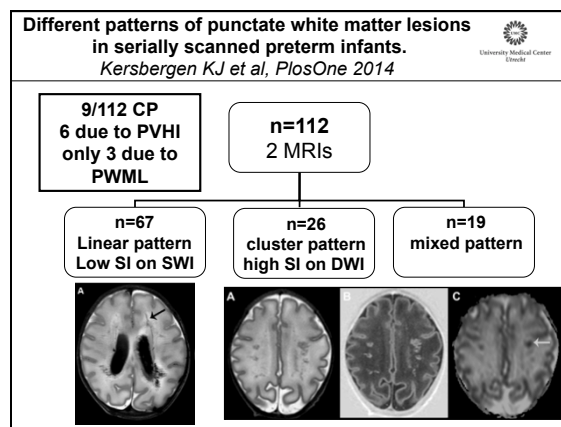 Different patterns of punctate white matter lesions
in serially scanned preterm infants.
Kersbergen KJ et al, PlosOne 2014
UMC
University Medical Center
Utrecht
9/112 CP
6 due to PVHI
only 3 due to
PWML
n=112
2 MRIs
n=67
Linear pattern
Low SI on SWI
n=26
cluster pattern
high SI on DWI
n=19
mixed pattern
A
A
B
C